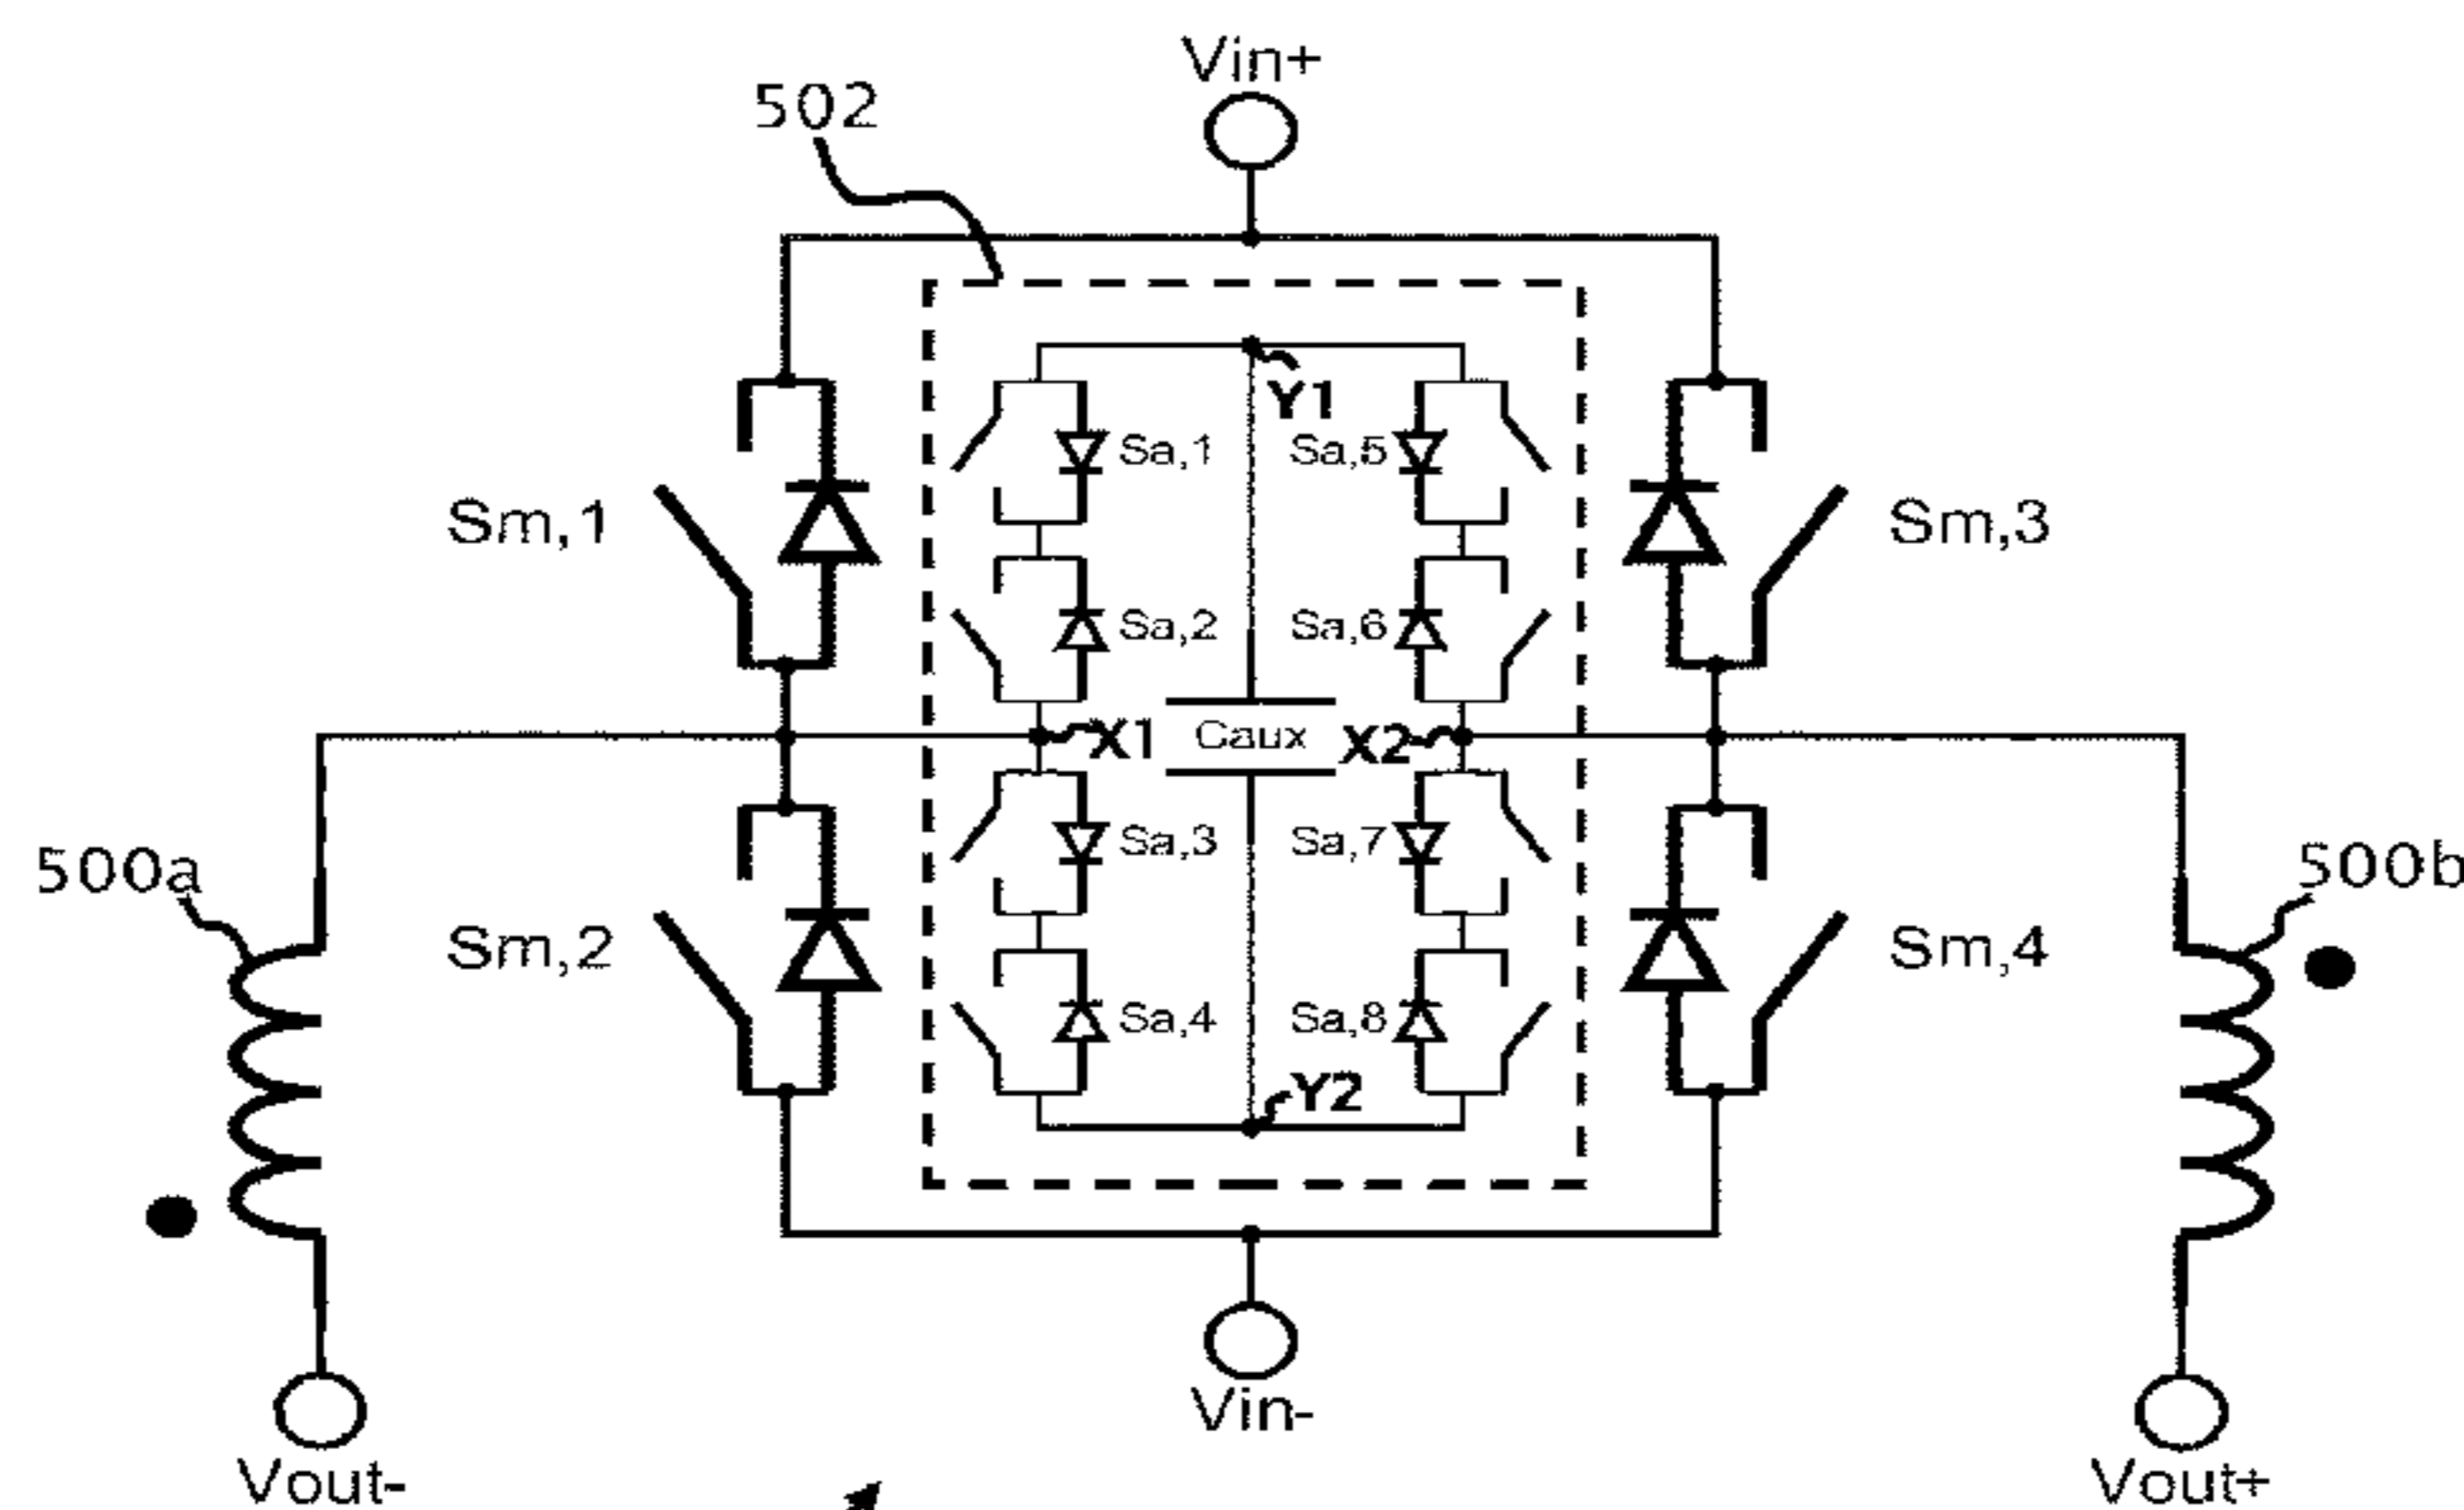 Vin+
502
Y1
Sa,1
Sa,5
Sm,1
Sm,3
Sa,2
Sa,6
X1
Caux
X2
Sa,3
Sa,7
500a
500b
Sm,2
Sm,4
Sa,4
Sa,8
Y2
Vin-
Vout-
Vout+